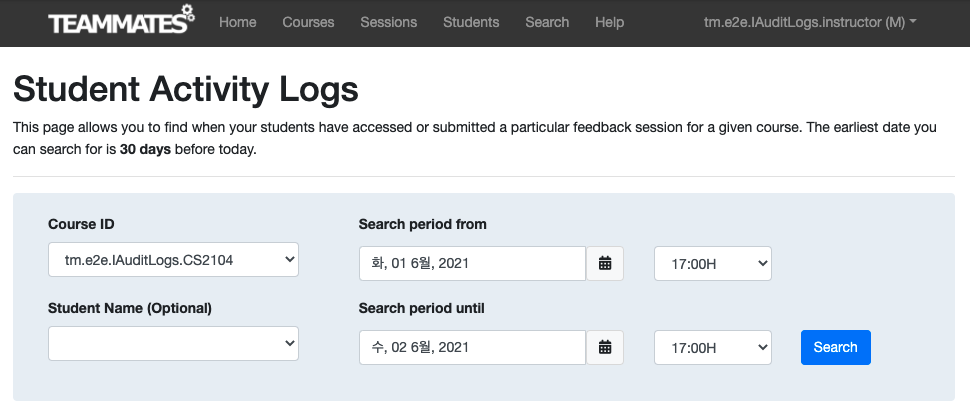 TEAMMATES Home Courses Sessions Students Search Help tm.e2e.IAuditLogs.instructor (M)
Student Activity Logs
This page allows you to find when your students have accessed or submitted a particular feedback session for a given course. The earliest date you
can search for is 30 days before today.
Course ID Search period from
tm.e2e.IAuditLogs.CS2104 화, 01 6월, 2021 17:00H
Student Name (Optional) Search period until
수, 02 6월, 2021 17:00H Search